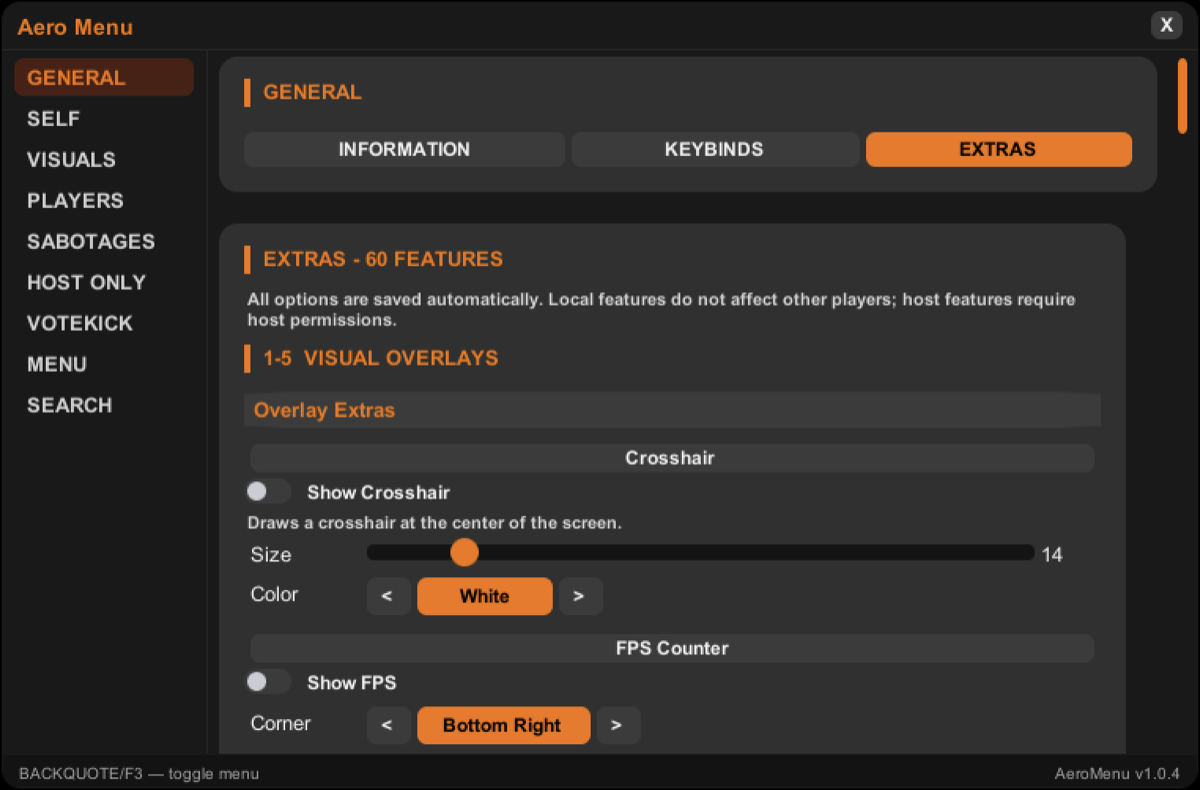 Aero Menu
X
GENERAL
SELF
VISUALS
PLAYERS
SABOTAGES
HOST ONLY
VOTEKICK
MENU
SEARCH
GENERAL
INFORMATION KEYBINDS EXTRAS
EXTRAS - 60 FEATURES
All options are saved automatically. Local features do not affect other players; host features require
host permissions.
1-5 VISUAL OVERLAYS
Overlay Extras
Crosshair
Show Crosshair
Draws a crosshair at the center of the screen.
Size 14
Color < White >
FPS Counter
Show FPS
Corner < Bottom Right >
BACKQUOTE/F3 — toggle menu
AeroMenu v1.0.4